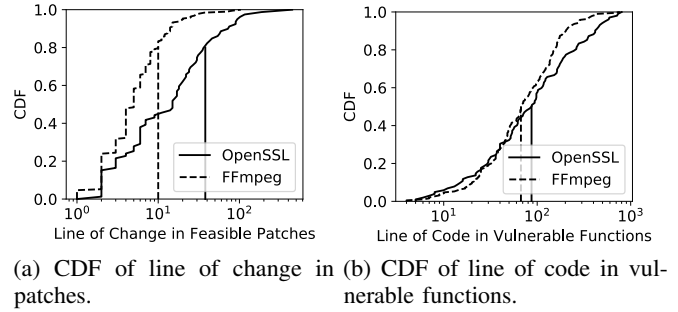 1.0
0.8
0.6
0.4
0.2
0.0
CDF
10^0
10^1
10^2
Line of Change in Feasible Patches
OpenSSL
FFmpeg
1.0
0.8
0.6
0.4
0.2
0.0
CDF
10^1
10^2
10^3
Line of Code in Vulnerable Functions
OpenSSL
FFmpeg
(a) CDF of line of change in
patches.
(b) CDF of line of code in vul-
nerable functions.